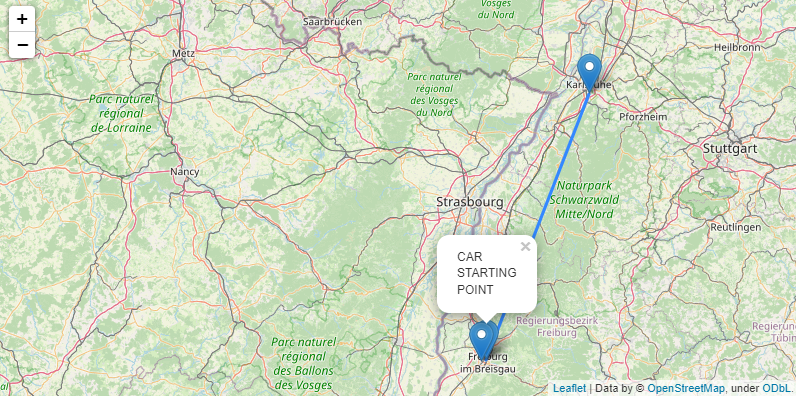 +
−
Saarbrücken
Vosges
du Nord
Metz
Heilbronn
Parc naturel
régional
des Vosges
du Nord
Karlsruhe
Parc naturel
régional
de Lorraine
Pforzheim
Stuttgart
Nancy
Naturpark
Schwarzwald
Mitte/Nord
Strasbourg
Reutlingen
×
CAR
STARTING
POINT
Regierungsbezirk
Freiburg
Regierung
Tübin
Parc naturel
régional
des Ballons
des Vosges
Freiburg
im Breisgau
Leaflet | Data by © OpenStreetMap, under ODbL.